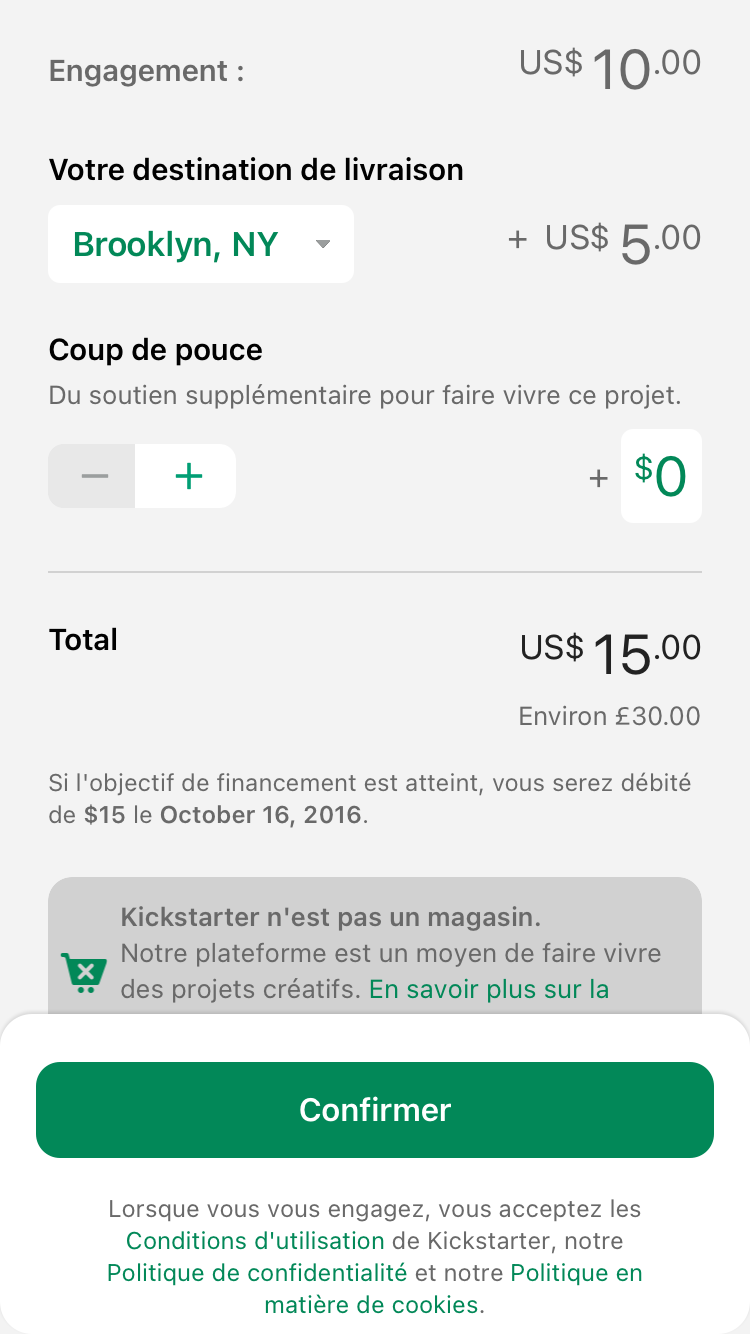 Engagement : US$ 10.00
Votre destination de livraison
Brooklyn, NY + US$ 5.00
Coup de pouce
Du soutien supplémentaire pour faire vivre ce projet.
− + + $0
Total US$ 15.00
Environ £30.00
Si l'objectif de financement est atteint, vous serez débité
de $15 le October 16, 2016.
Kickstarter n'est pas un magasin.
Notre plateforme est un moyen de faire vivre
des projets créatifs. En savoir plus sur la
Confirmer
Lorsque vous vous engagez, vous acceptez les
Conditions d'utilisation de Kickstarter, notre
Politique de confidentialité et notre Politique en
matière de cookies.